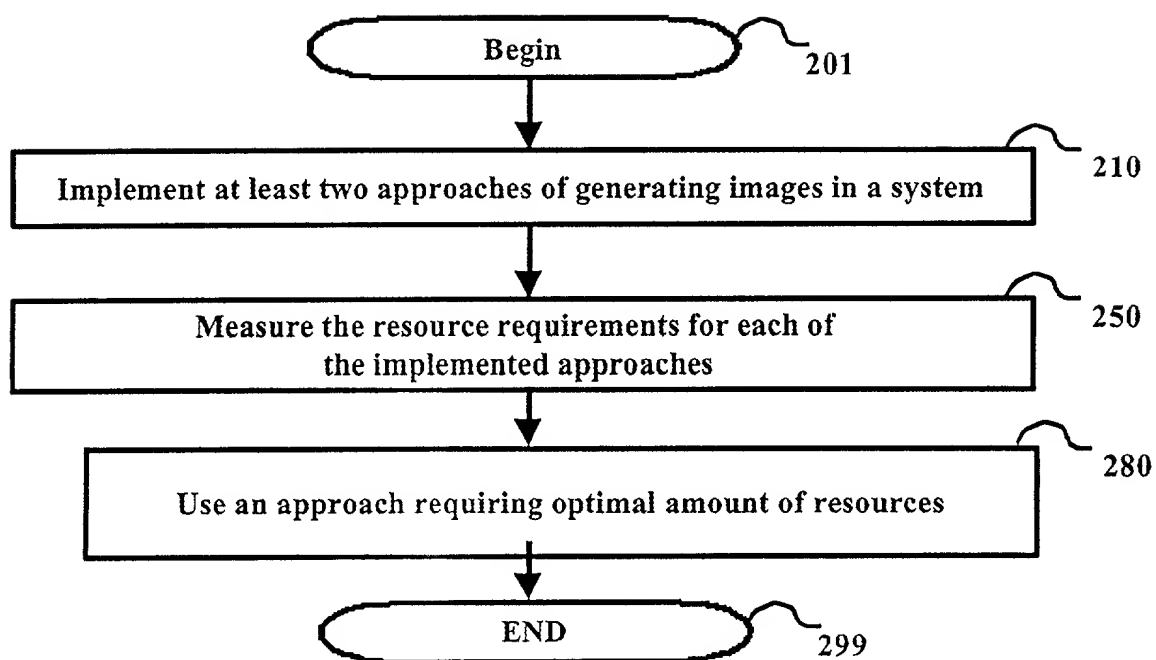 Begin
201
210
Implement at least two approaches of generating images in a system
250
Measure the resource requirements for each of
the implemented approaches
280
Use an approach requiring optimal amount of resources
END
299